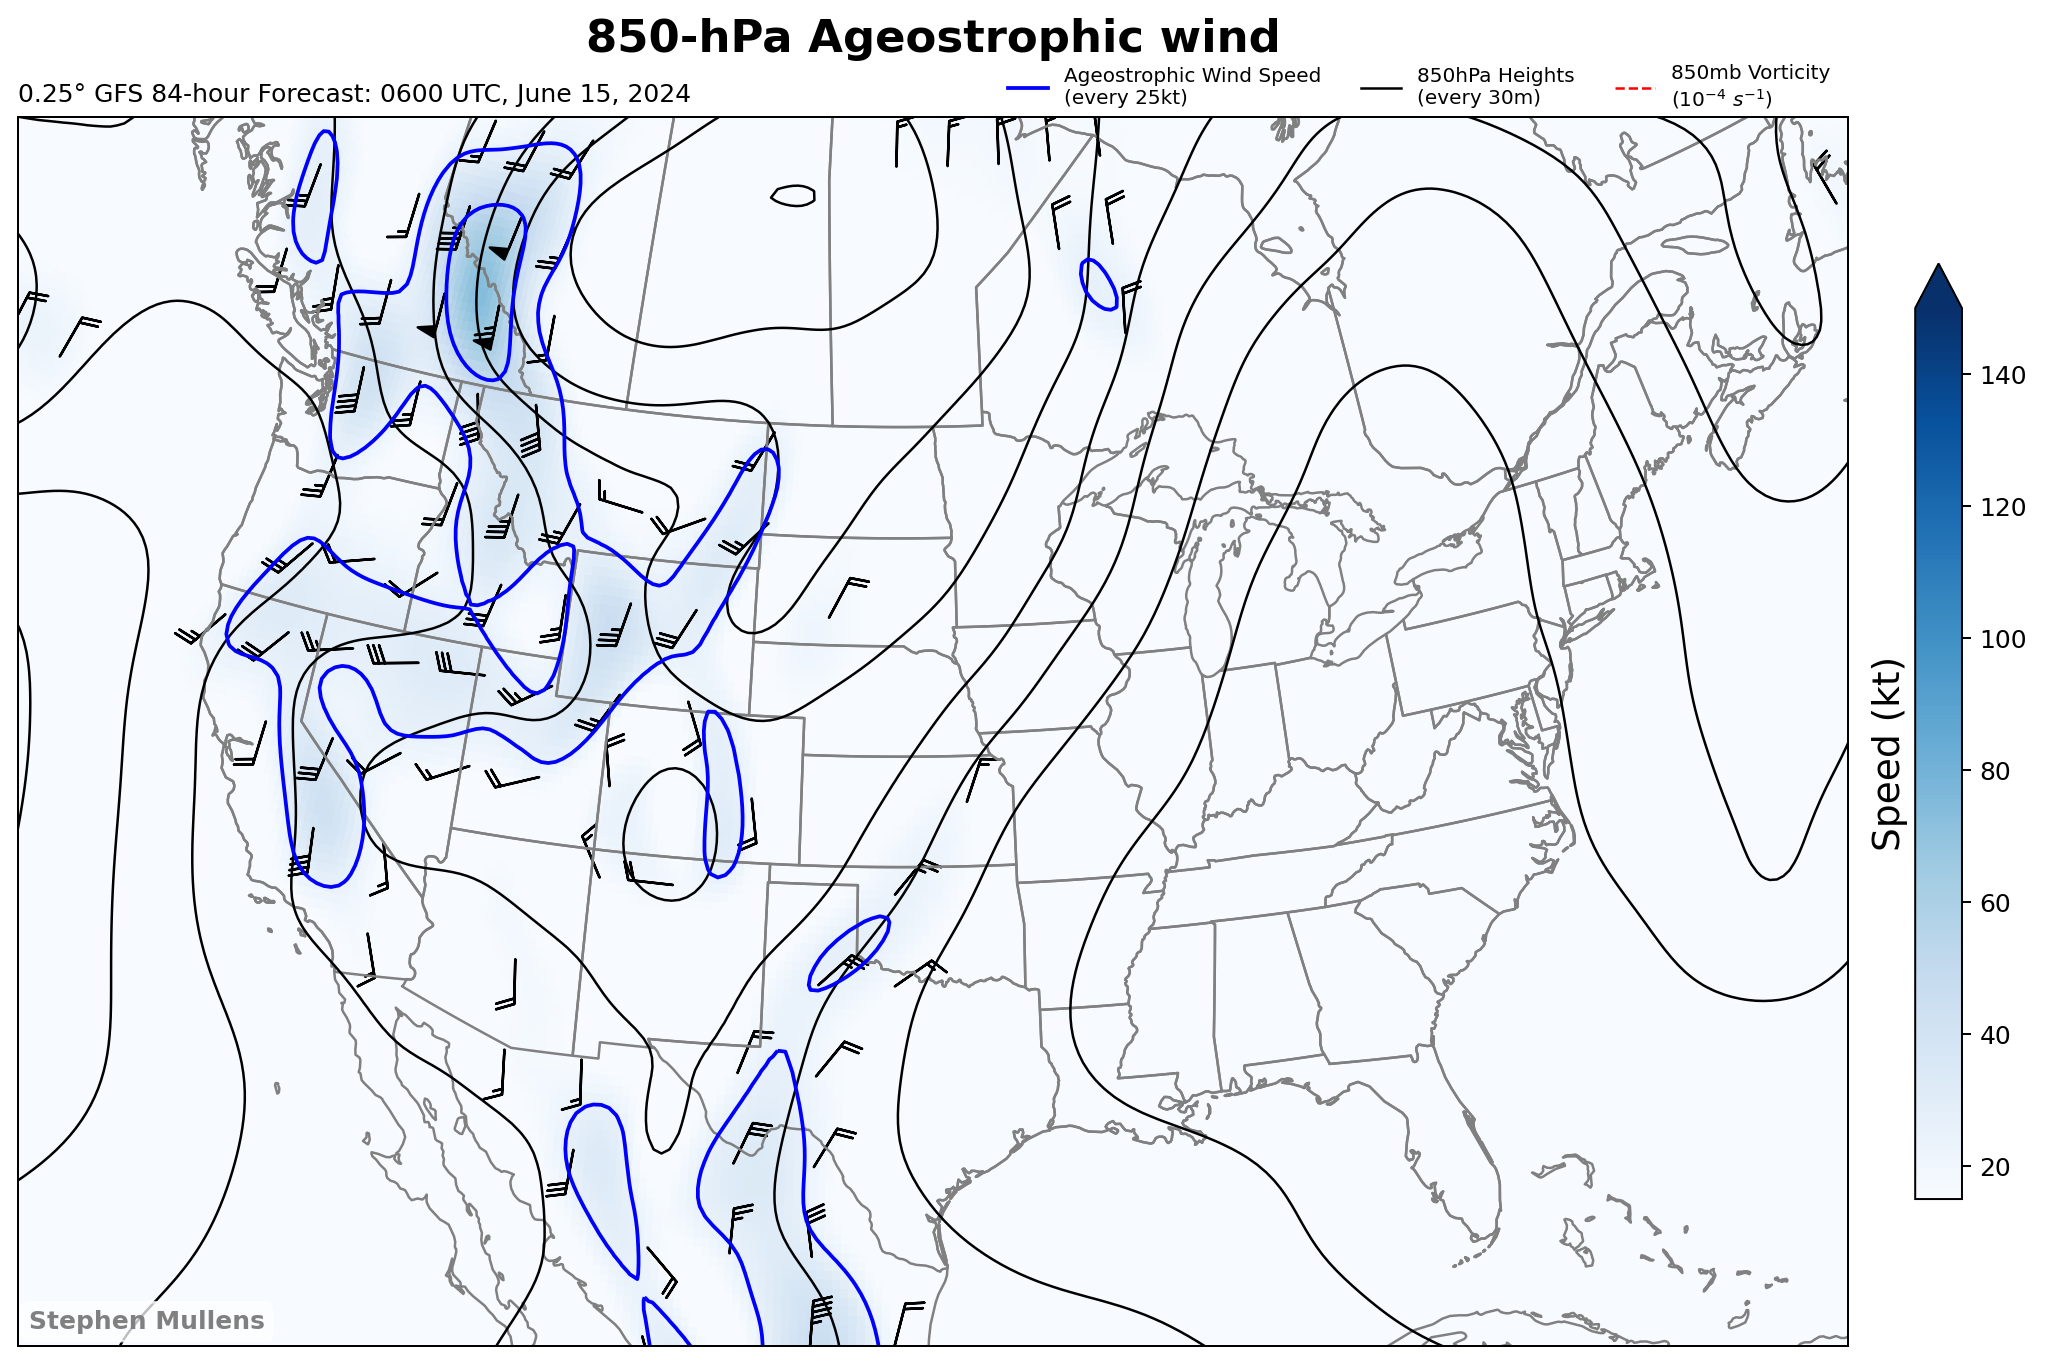 850-hPa Ageostrophic wind
0.25° GFS 84-hour Forecast: 0600 UTC, June 15, 2024
Ageostrophic Wind Speed
(every 25kt)
850hPa Heights
(every 30m)
850mb Vorticity
(10⁻⁴ s⁻¹)
140
120
100
80
60
40
20
Speed (kt)
Stephen Mullens